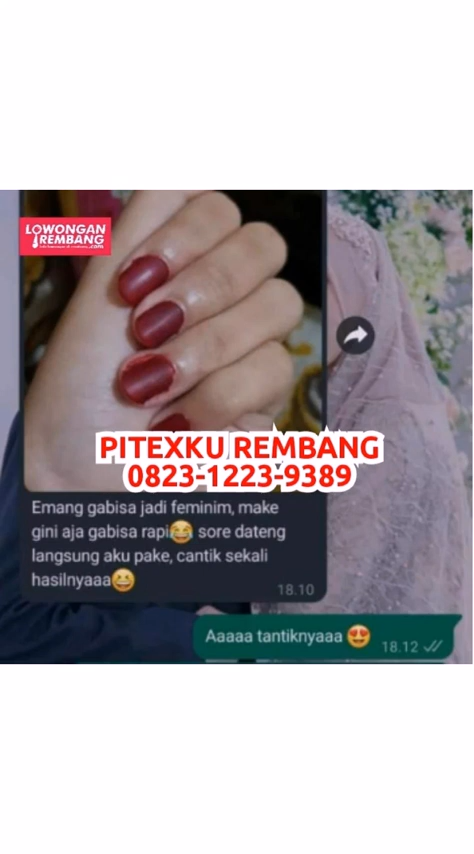 LOWONGAN
REMBANG
.com
PITEXKU REMBANG
0823-1223-9389
Emang gabisa jadi feminim, make
gini aja gabisa rapi😂 sore dateng
langsung aku pake, cantik sekali
hasilnyaaa😆
18.10
Aaaaa tantiknyaaa 😍
18.12